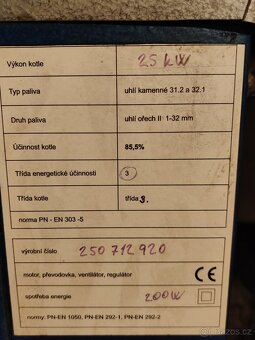 Výkon kotle 25 kW
Typ paliva uhlí kamenné 31.2 a 32.1
Druh paliva uhlí ořech II 1-32 mm
Účinnost kotle 85,5%
Třída energetické účinnosti 3
Třída kotle třída 3.
norma PN - EN 303 -5
výrobní číslo 250712920
motor, převodovka, ventilátor, regulátor CE
spotřeba energie 200W
normy: PN-EN 1050, PN-EN 292-1, PN-EN 292-2
Bazos.cz